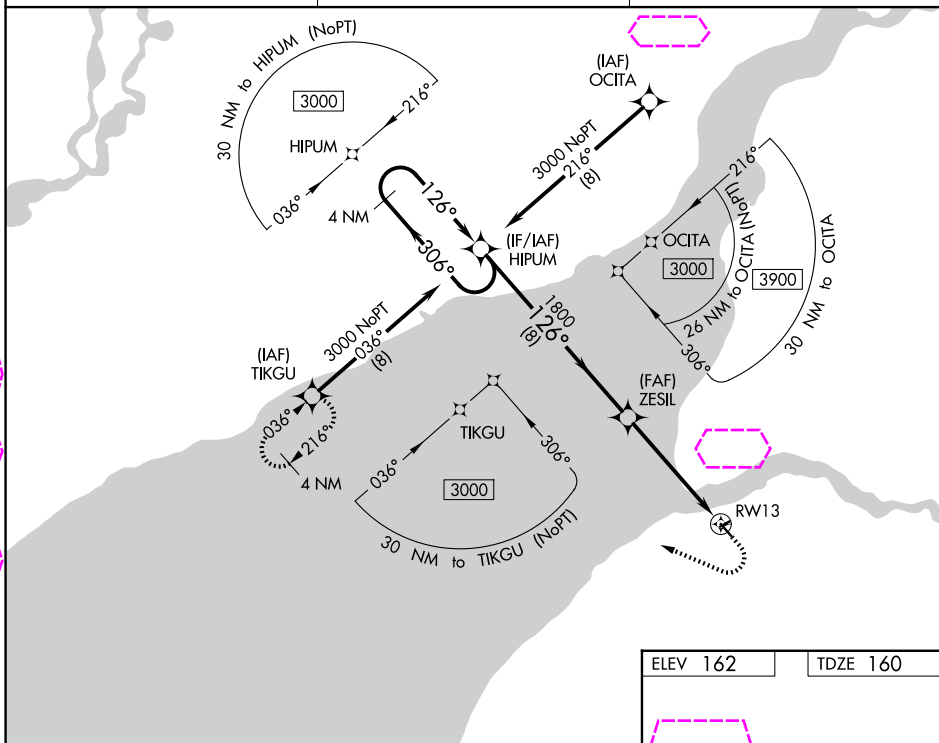 30 NM to HIPUM (NoPT)
3000
216°
HIPUM
036°
(IAF)
OCITA
3000 NoPT
216°
(8)
126°
4 NM
306°
(IF/IAF)
HIPUM
216°
OCITA
3000
26 NM to OCITA (NoPT)
306°
3900
30 NM to OCITA
1800
126°
(8)
3000 NoPT
036°
(8)
(IAF)
TIKGU
036°
216°
4 NM
(FAF)
ZESIL
TIKGU
036°
306°
3000
30 NM to TIKGU (NoPT)
RW13
ELEV 162
TDZE 160